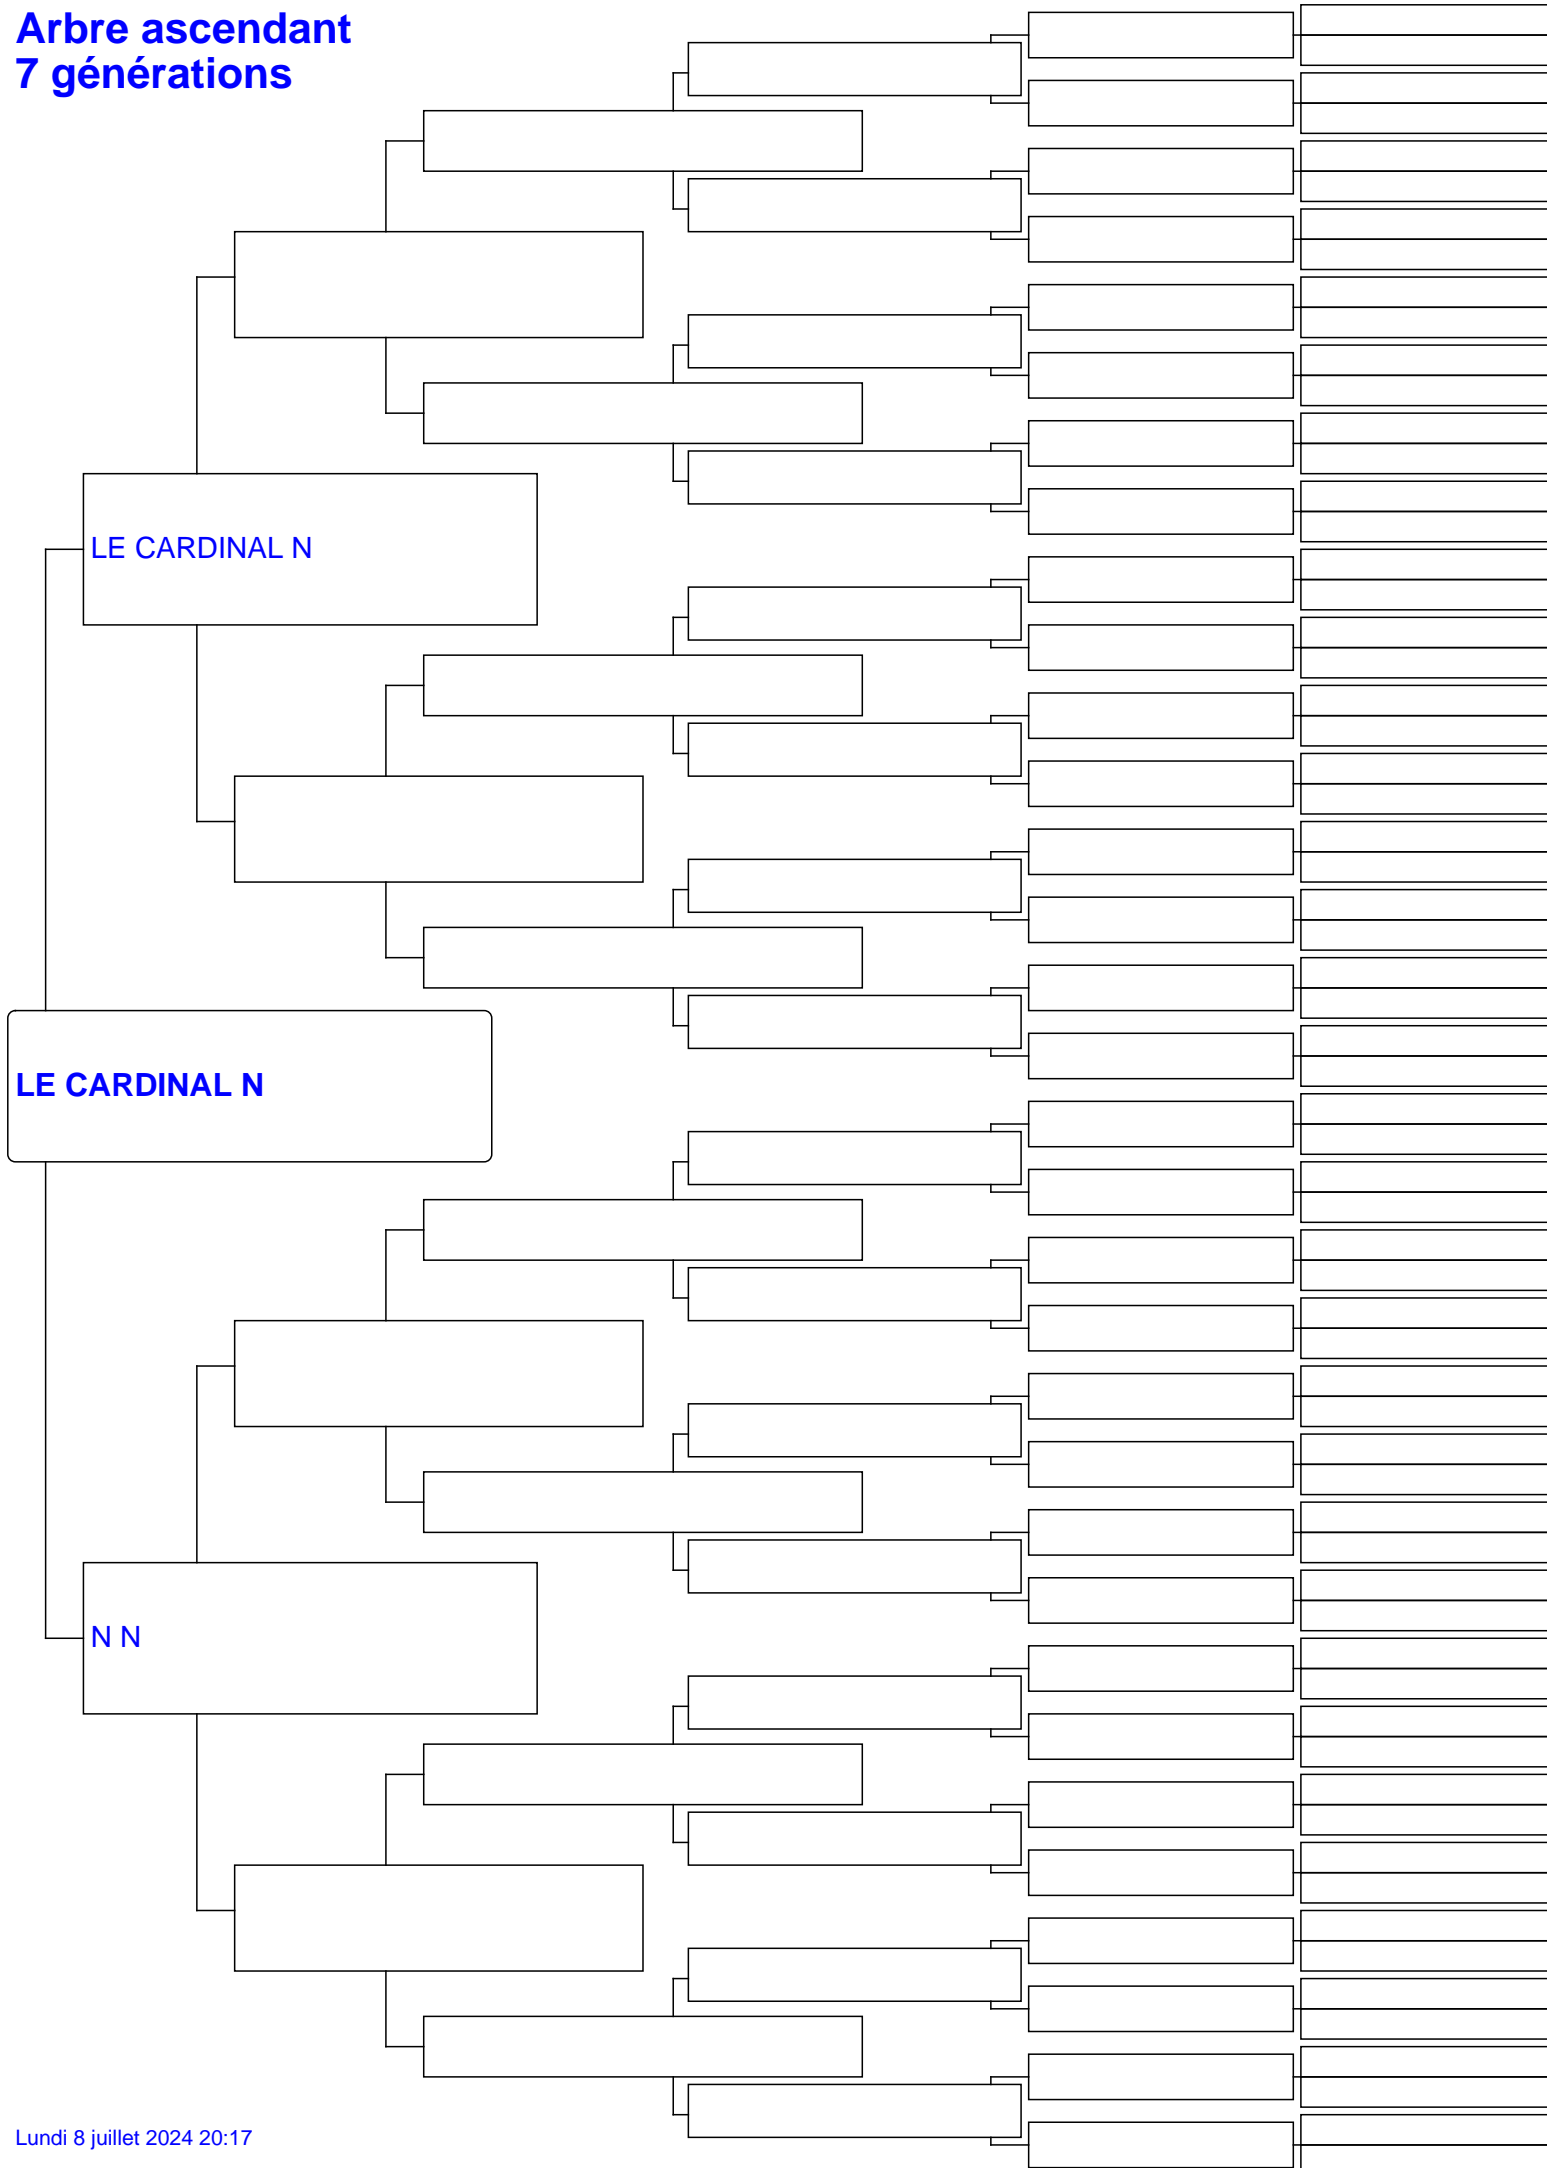 Arbre ascendant
7 générations
LE CARDINAL N
LE CARDINAL N
N N
Lundi 8 juillet 2024 20:17